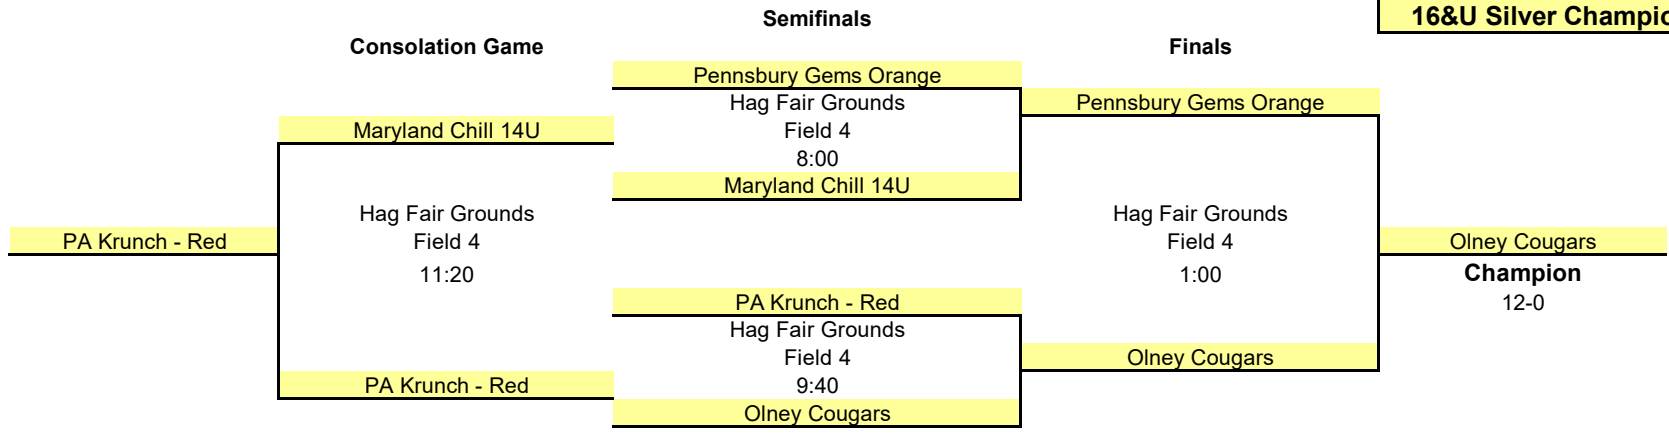 Semifinals
16&U Silver Champio
Consolation Game
Finals
Pennsbury Gems Orange
Hag Fair Grounds
Pennsbury Gems Orange
Maryland Chill 14U
Field 4
8:00
Maryland Chill 14U
Hag Fair Grounds
Hag Fair Grounds
PA Krunch - Red
Field 4
Field 4
Olney Cougars
11:20
1:00
Champion
PA Krunch - Red
12-0
Hag Fair Grounds
Field 4
Olney Cougars
PA Krunch - Red
9:40
Olney Cougars